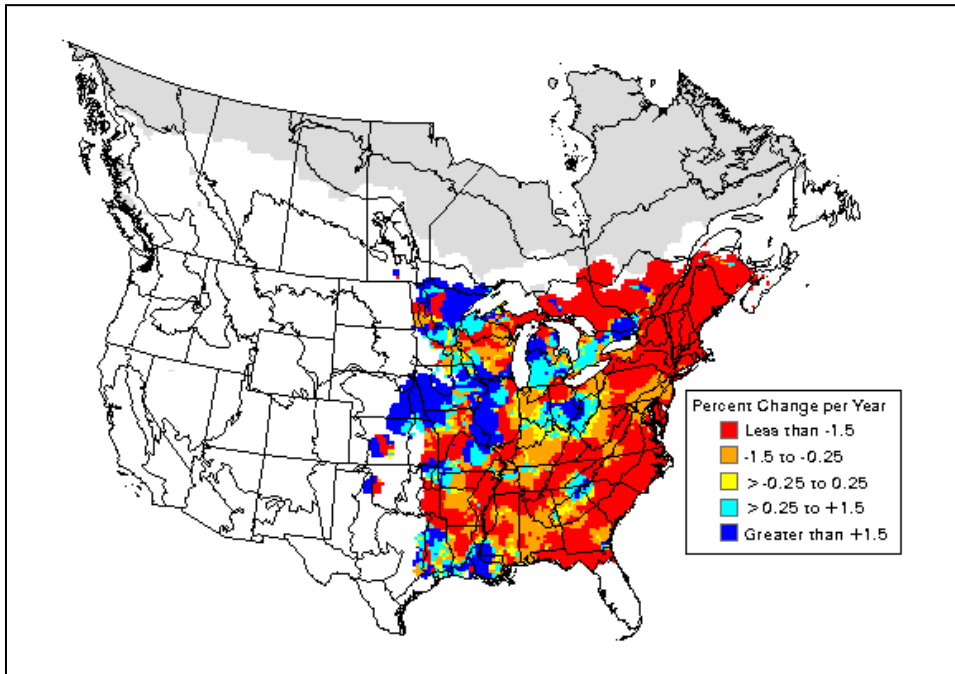 Percent Change per Year
Less than -1.5
-1.5 to -0.25
>-0.25 to 0.25
>0.25 to +1.5
Greater than +1.5